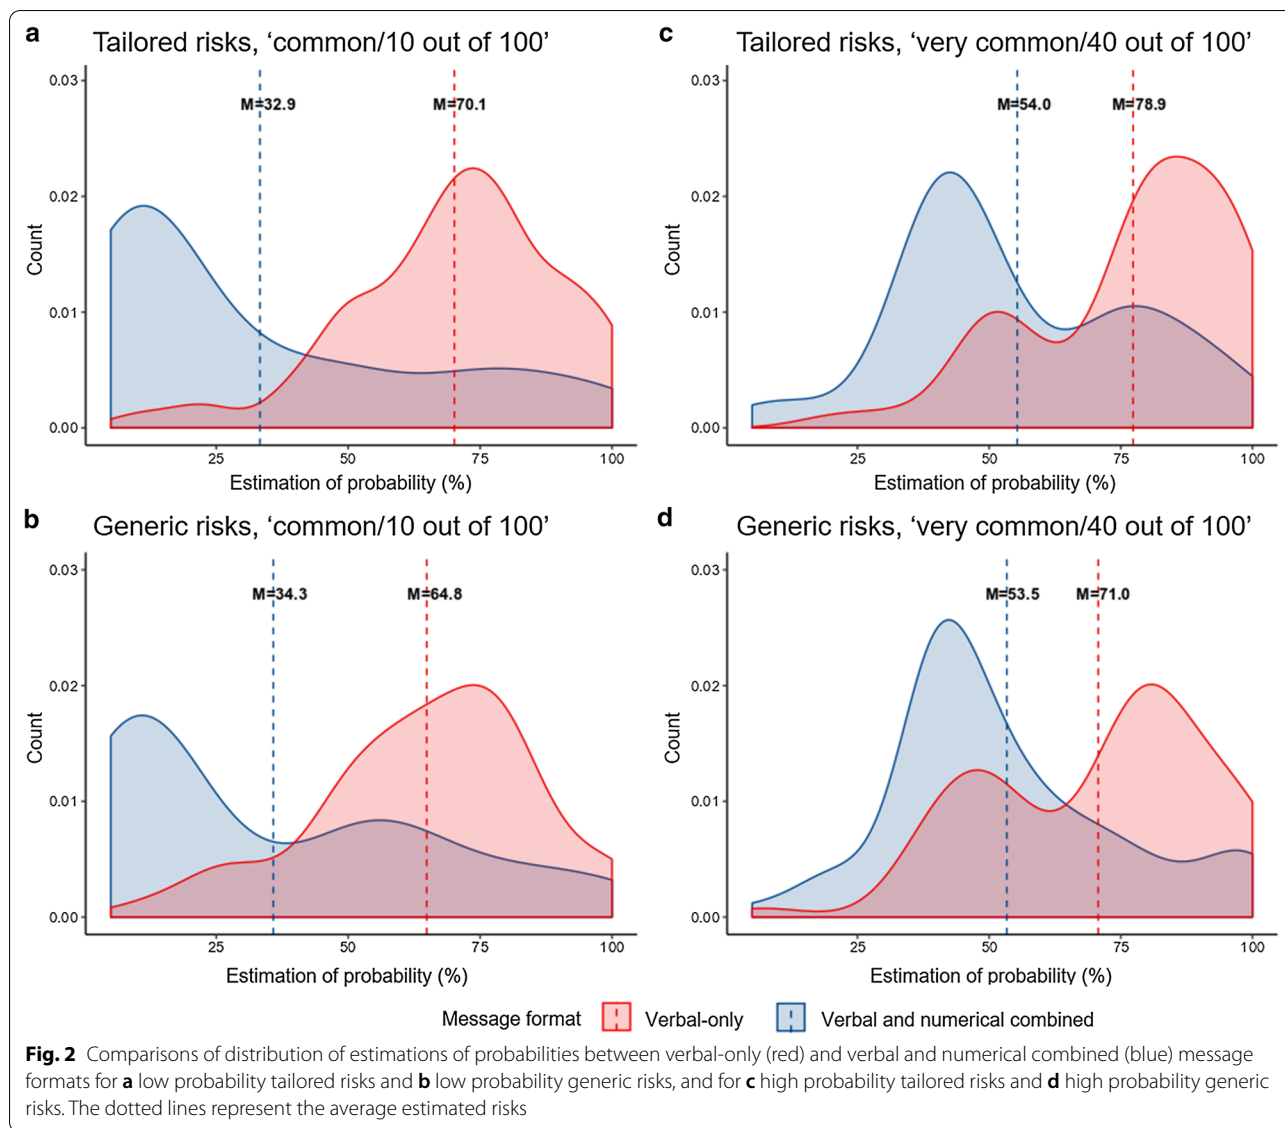 a
Tailored risks, ‘common/10 out of 100’
0.03
0.02
0.01
0.00
Count
M=32.9
M=70.1
25 50 75 100
Estimation of probability (%)
c
Tailored risks, ‘very common/40 out of 100’
0.03
0.02
0.01
0.00
Count
M=54.0
M=78.9
25 50 75 100
Estimation of probability (%)
b
Generic risks, ‘common/10 out of 100’
0.03
0.02
0.01
0.00
Count
M=34.3
M=64.8
25 50 75 100
Estimation of probability (%)
d
Generic risks, ‘very common/40 out of 100’
0.03
0.02
0.01
0.00
Count
M=53.5
M=71.0
25 50 75 100
Estimation of probability (%)
Message format Verbal-only Verbal and numerical combined
Fig. 2 Comparisons of distribution of estimations of probabilities between verbal-only (red) and verbal and numerical combined (blue) message
formats for a low probability tailored risks and b low probability generic risks, and for c high probability tailored risks and d high probability generic
risks. The dotted lines represent the average estimated risks